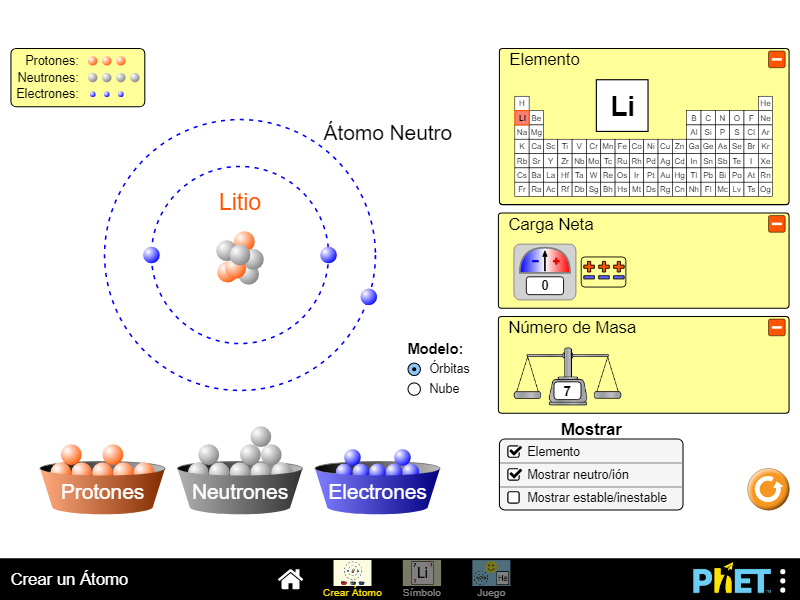 Protones:
Neutrones:
Electrones:
Átomo Neutro
Litio
Modelo:
Órbitas
Nube
Protones
Neutrones
Electrones
Elemento
Li
H He
Li Be B C N O F Ne
Na Mg Al Si P S Cl Ar
K Ca Sc Ti V Cr Mn Fe Co Ni Cu Zn Ga Ge As Se Br Kr
Rb Sr Y Zr Nb Mo Tc Ru Rh Pd Ag Cd In Sn Sb Te I Xe
Cs Ba La Hf Ta W Re Os Ir Pt Au Hg Tl Pb Bi Po At Rn
Fr Ra Ac Rf Db Sg Bh Hs Mt Ds Rg Cn Nh Fl Mc Lv Ts Og
Carga Neta
0
Número de Masa
7
Mostrar
Elemento
Mostrar neutro/ión
Mostrar estable/inestable
Crear un Átomo
Crear Átomo
Li
Símbolo
He
Juego
PhET